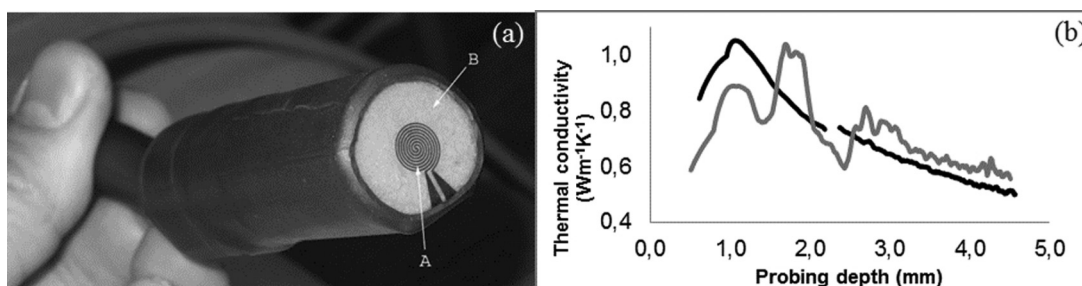 (a)
B
A
(b)
Thermal conductivity
(Wm⁻¹K⁻¹)
1,0
0,8
0,6
0,4
0,0
1,0
2,0
3,0
4,0
5,0
Probing depth (mm)